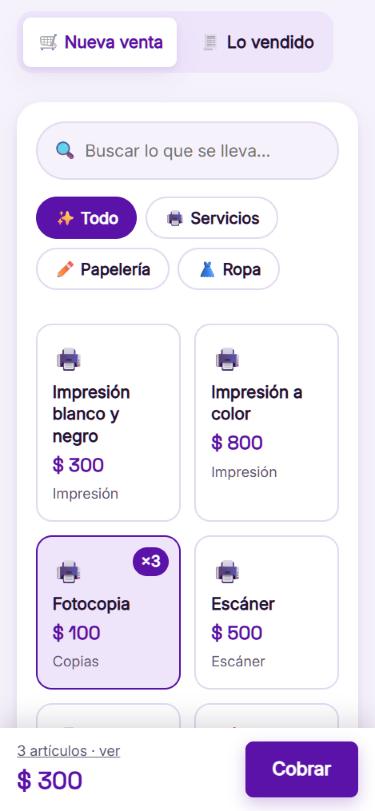 Nueva venta
Lo vendido
Buscar lo que se lleva...
Todo
Servicios
Papelería
Ropa
Impresión
blanco y
negro
$ 300
Impresión
Impresión a
color
$ 800
Impresión
×3
Fotocopia
$ 100
Copias
Escáner
$ 500
Escáner
3 artículos · ver
$ 300
Cobrar